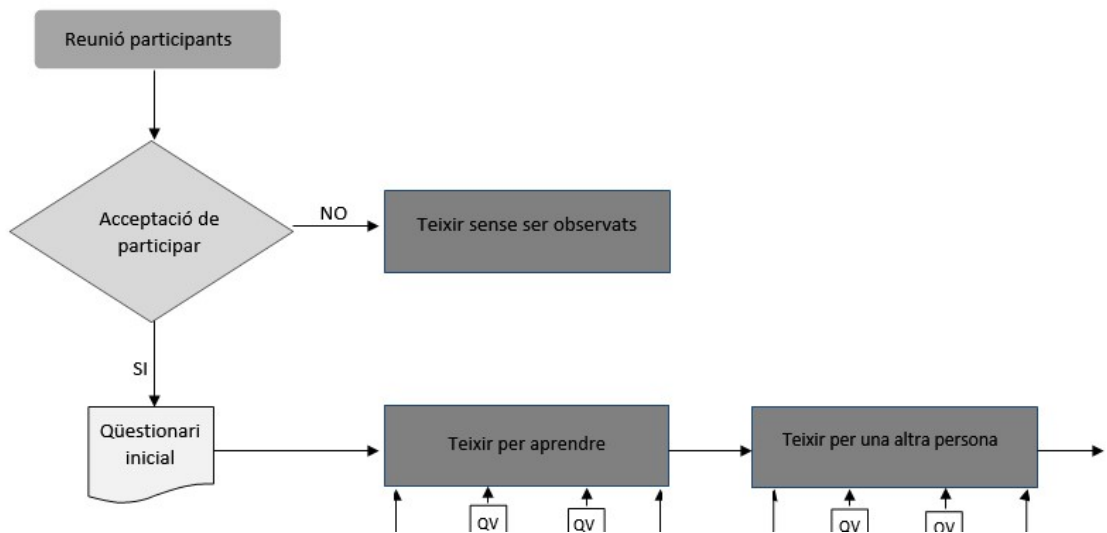 Reunió participants
Acceptació de
participar
NO
Teixir sense ser observats
SI
Qüestionari
inicial
Teixir per aprendre
Teixir per una altra persona
QV
QV
QV
QV